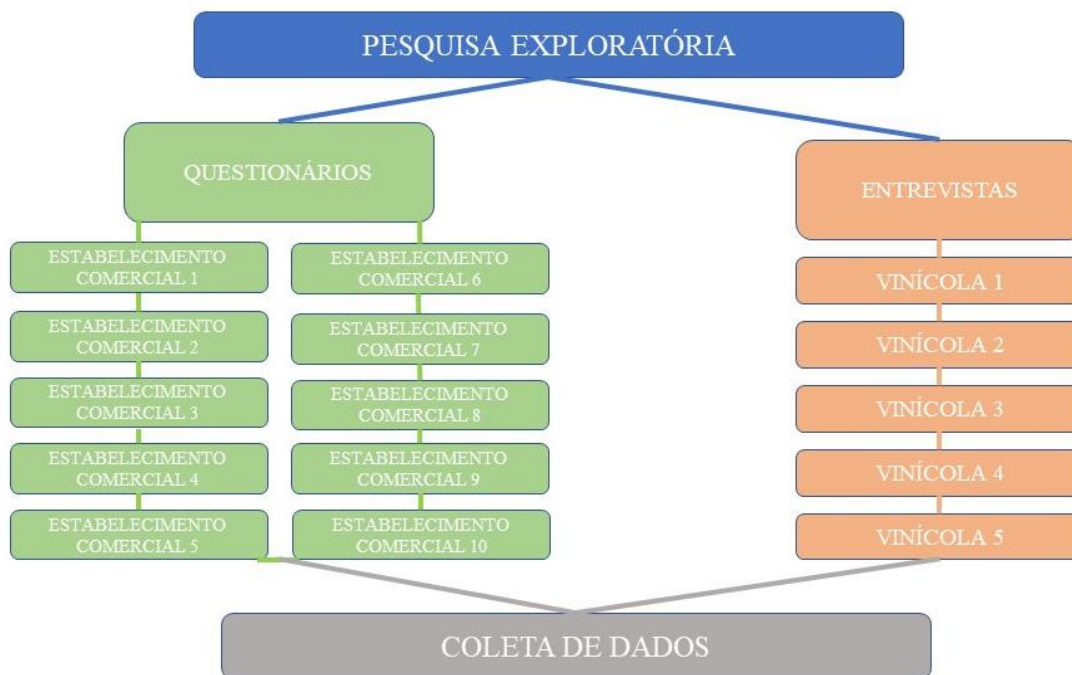 PESQUISA EXPLORATÓRIA
QUESTIONÁRIOS
ESTABELECIMENTO
COMERCIAL 1
ESTABELECIMENTO
COMERCIAL 2
ESTABELECIMENTO
COMERCIAL 3
ESTABELECIMENTO
COMERCIAL 4
ESTABELECIMENTO
COMERCIAL 5
ESTABELECIMENTO
COMERCIAL 6
ESTABELECIMENTO
COMERCIAL 7
ESTABELECIMENTO
COMERCIAL 8
ESTABELECIMENTO
COMERCIAL 9
ESTABELECIMENTO
COMERCIAL 10
ENTREVISTAS
VINÍCOLA 1
VINÍCOLA 2
VINÍCOLA 3
VINÍCOLA 4
VINÍCOLA 5
COLETA DE DADOS